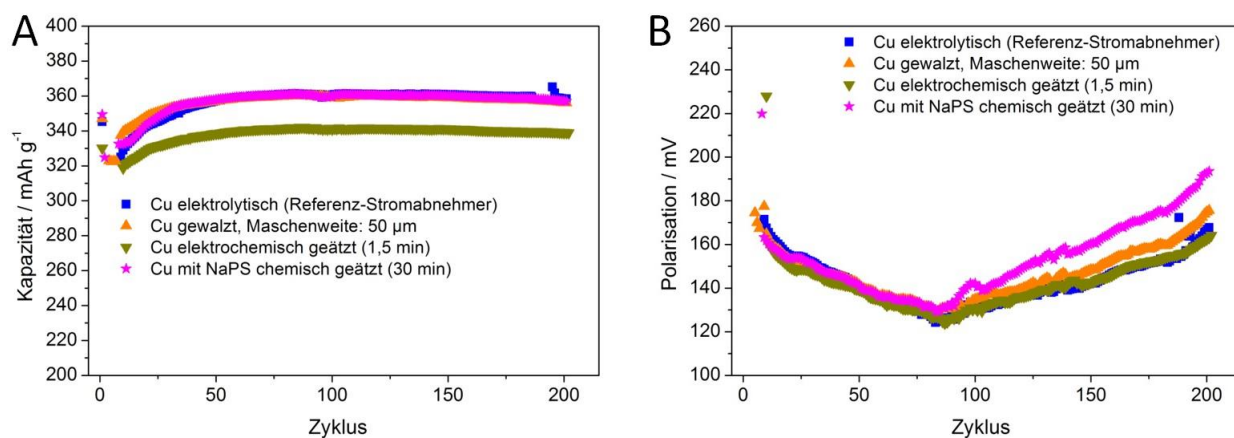 A
400
380
360
340
320
300
280
260
240
220
200
Kapazität / mAh g⁻¹
Cu elektrolytisch (Referenz-Stromabnehmer)
Cu gewalzt, Maschenweite: 50 µm
Cu elektrochemisch geätzt (1,5 min)
Cu mit NaPS chemisch geätzt (30 min)
0 50 100 150 200
Zyklus
B
260
240
220
200
180
160
140
120
100
Polarisation / mV
Cu elektrolytisch (Referenz-Stromabnehmer)
Cu gewalzt, Maschenweite: 50 µm
Cu elektrochemisch geätzt (1,5 min)
Cu mit NaPS chemisch geätzt (30 min)
0 50 100 150 200
Zyklus